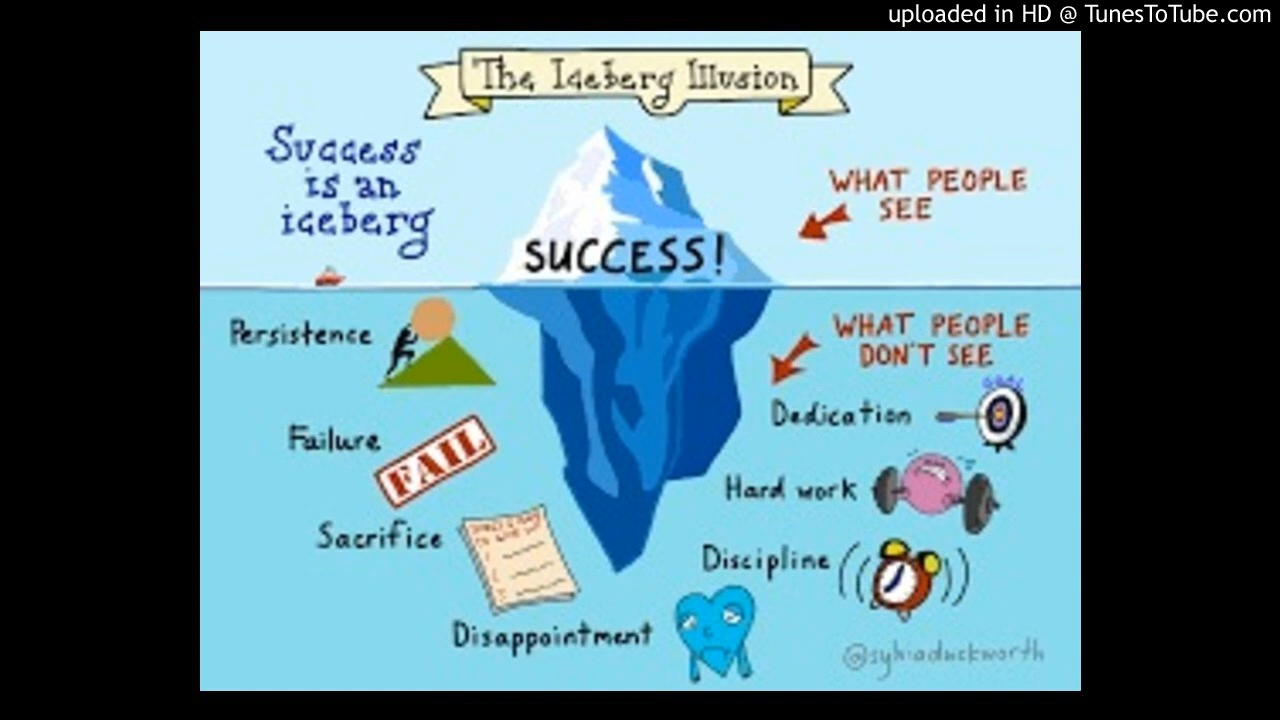 uploaded in HD @ TunesToTube.com
The Iceberg Illusion
Success
is an
iceberg
WHAT PEOPLE
SEE
SUCCESS!
Persistence
WHAT PEOPLE
DON'T SEE
Dedication
Failure
FAIL
Hard work
Sacrifice
Discipline
Disappointment
@sylviaduckworth